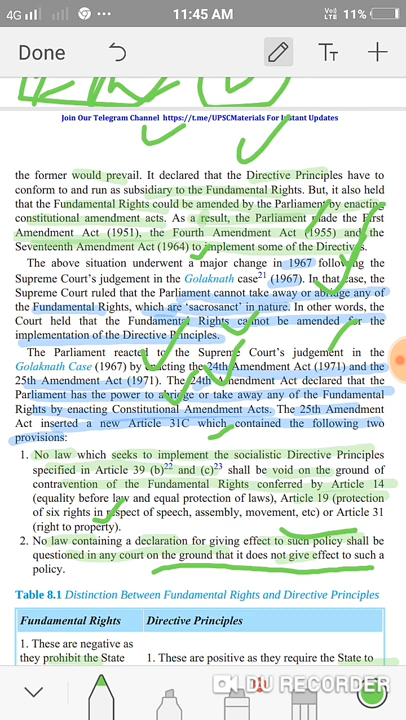 4G
11:45 AM
VoLTE 11%
Done
TT
Join Our Telegram Channel https://t.me/UPSCMaterials For Instant Updates
the former would prevail. It declared that the Directive Principles have to
conform to and run as subsidiary to the Fundamental Rights. But, it also held
that the Fundamental Rights could be amended by the Parliament by enacting
constitutional amendment acts. As a result, the Parliament made the First
Amendment Act (1951), the Fourth Amendment Act (1955) and the
Seventeenth Amendment Act (1964) to implement some of the Directives.
The above situation underwent a major change in 1967 following the
Supreme Court's judgement in the Golaknath case21 (1967). In that case, the
Supreme Court ruled that the Parliament cannot take away or abridge any of
the Fundamental Rights, which are 'sacrosanct' in nature. In other words, the
Court held that the Fundamental Rights cannot be amended for the
implementation of the Directive Principles.
The Parliament reacted to the Supreme Court's judgement in the
Golaknath Case (1967) by enacting the 24th Amendment Act (1971) and the
25th Amendment Act (1971). The 24th Amendment Act declared that the
Parliament has the power to abridge or take away any of the Fundamental
Rights by enacting Constitutional Amendment Acts. The 25th Amendment
Act inserted a new Article 31C which contained the following two
provisions:
1. No law which seeks to implement the socialistic Directive Principles
specified in Article 39 (b)22 and (c)23 shall be void on the ground of
contravention of the Fundamental Rights conferred by Article 14
(equality before law and equal protection of laws), Article 19 (protection
of six rights in respect of speech, assembly, movement, etc) or Article 31
(right to property).
2. No law containing a declaration for giving effect to such policy shall be
questioned in any court on the ground that it does not give effect to such a
policy.
Table 8.1 Distinction Between Fundamental Rights and Directive Principles
Fundamental Rights Directive Principles
1. These are negative as
they prohibit the State 1. These are positive as they require the State to
DU RECORDER